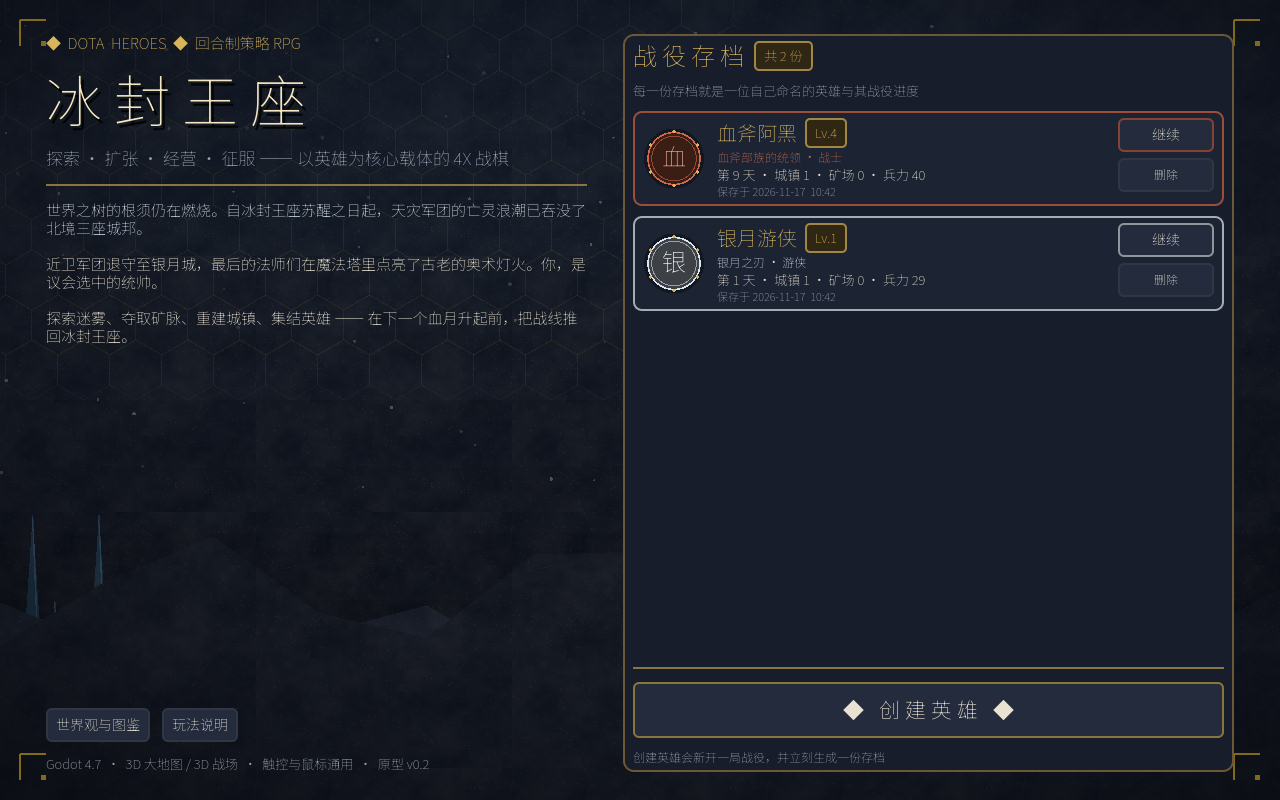 ◆ DOTA HEROES ◆ 回合制策略 RPG
冰封王座
探索 · 扩张 · 经营 · 征服 —— 以英雄为核心载体的 4X 战棋
世界之树的根须仍在燃烧。自冰封王座苏醒之日起，天灾军团的亡灵浪潮已吞没了
北境三座城邦。
近卫军团退守至银月城，最后的法师们在魔法塔里点亮了古老的奥术灯火。你，是
议会选中的统帅。
探索迷雾、夺取矿脉、重建城镇、集结英雄 —— 在下一个血月升起前，把战线推
回冰封王座。
世界观与图鉴
玩法说明
Godot 4.7 · 3D 大地图 / 3D 战场 · 触控与鼠标通用 · 原型 v0.2
战役存档 共 2 份
每一份存档就是一位自己命名的英雄与其战役进度
血
血斧阿黑 Lv.4
血斧部族的统领 · 战士
第 9 天 · 城镇 1 · 矿场 0 · 兵力 40
保存于 2026-11-17 10:42
继续
删除
银
银月游侠 Lv.1
银月之刃 · 游侠
第 1 天 · 城镇 1 · 矿场 0 · 兵力 29
保存于 2026-11-17 10:42
继续
删除
◆ 创建英雄 ◆
创建英雄会新开一局战役，并立刻生成一份存档